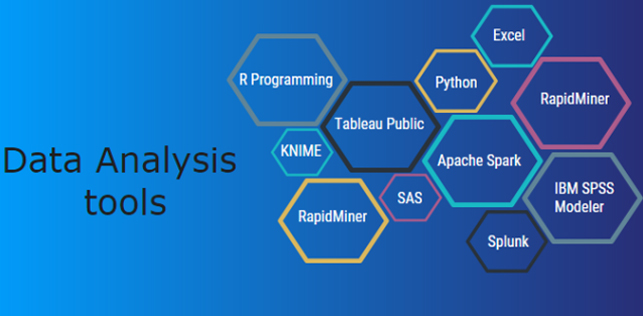 Data Analysis
tools
R Programming
Excel
Python
RapidMiner
Tableau Public
KNIME
Apache Spark
IBM SPSS
Modeler
SAS
RapidMiner
Splunk